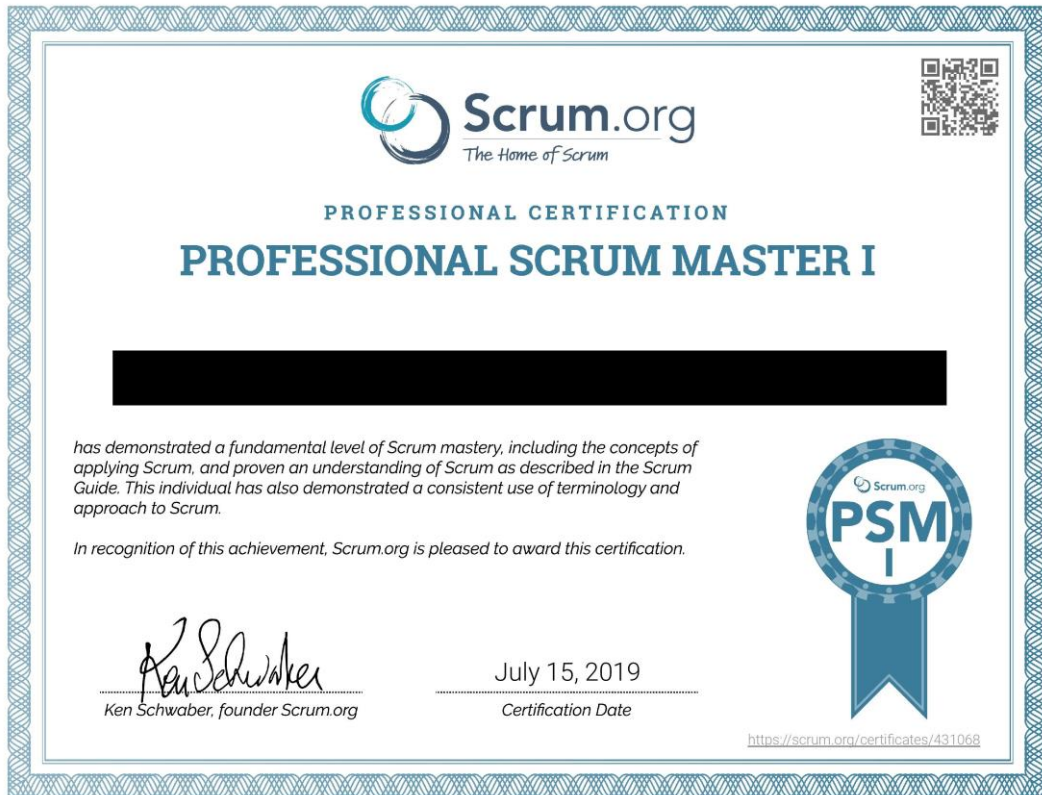 Scrum.org
The Home of Scrum
PROFESSIONAL CERTIFICATION
PROFESSIONAL SCRUM MASTER I
has demonstrated a fundamental level of Scrum mastery, including the concepts of
applying Scrum, and proven an understanding of Scrum as described in the Scrum
Guide. This individual has also demonstrated a consistent use of terminology and
approach to Scrum.
In recognition of this achievement, Scrum.org is pleased to award this certification.
Scrum.org
PSM
I
Ken Schwaber
Ken Schwaber, founder Scrum.org
July 15, 2019
Certification Date
https://scrum.org/certificates/431068